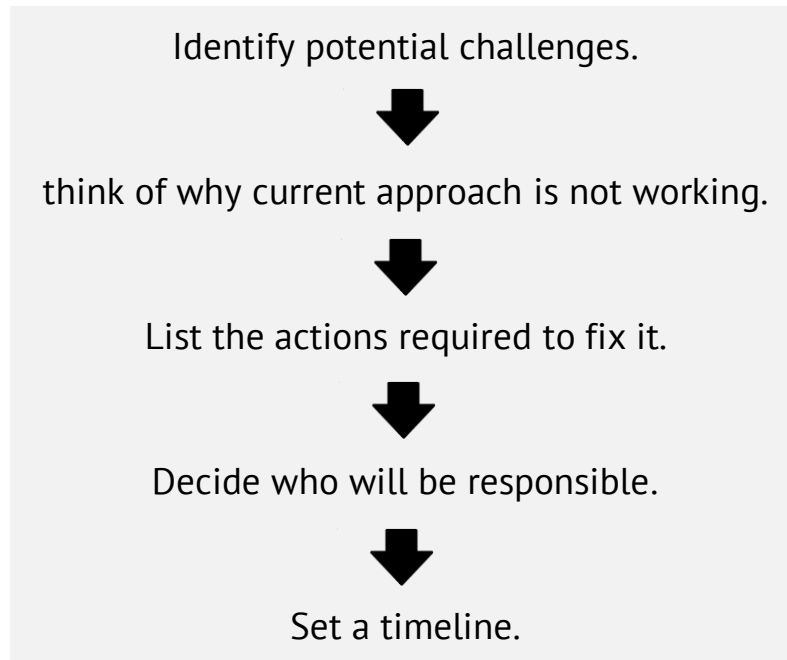 Identify potential challenges.
think of why current approach is not working.
List the actions required to fix it.
Decide who will be responsible.
Set a timeline.